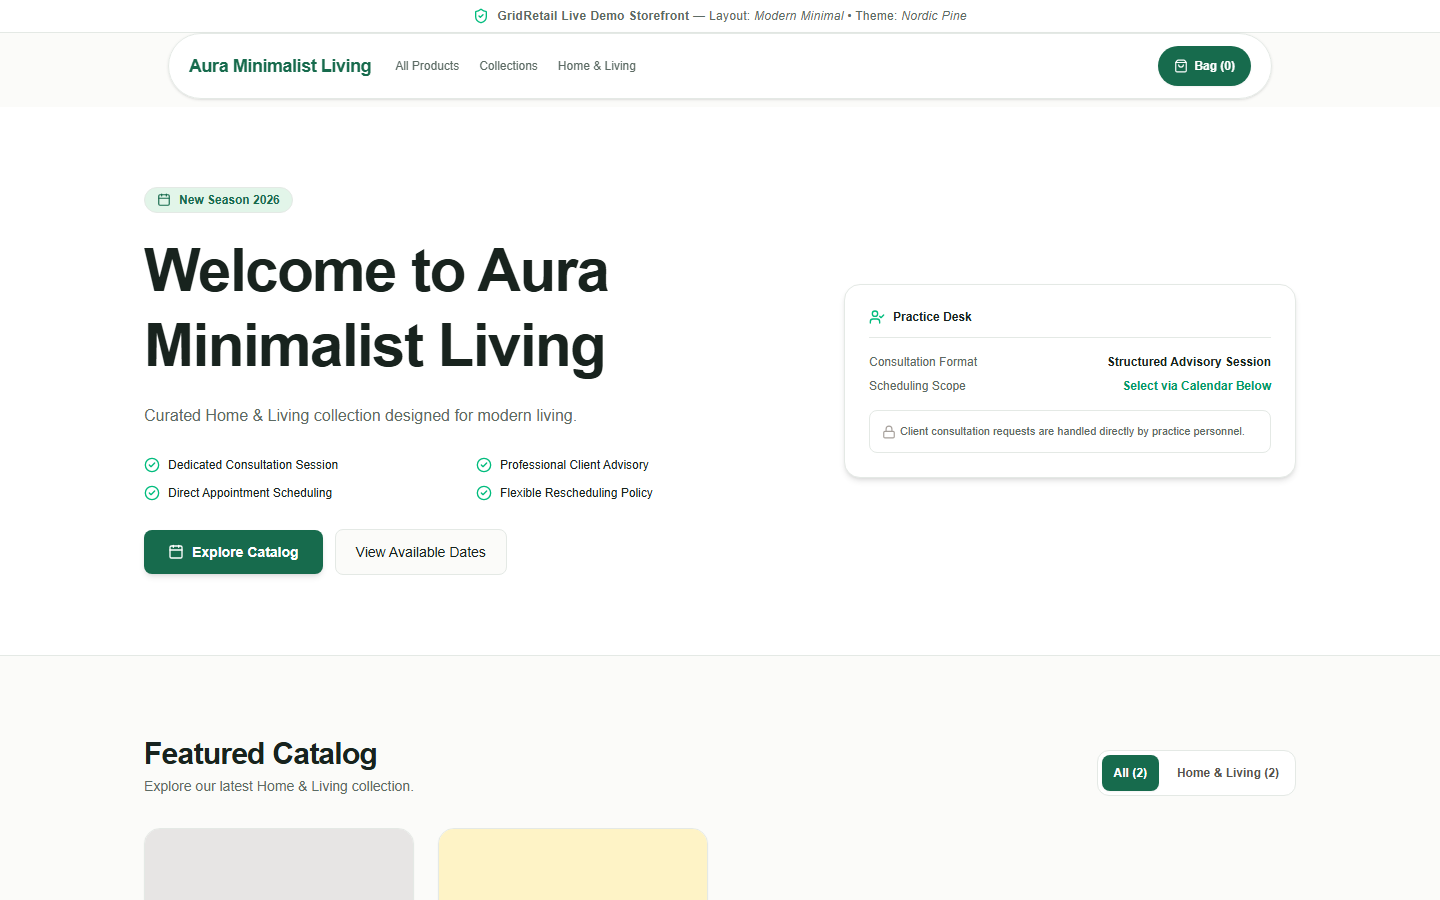 GridRetail Live Demo Storefront — Layout: Modern Minimal • Theme: Nordic Pine
Aura Minimalist Living
All Products
Collections
Home & Living
Bag (0)
New Season 2026
Welcome to Aura
Minimalist Living
Curated Home & Living collection designed for modern living.
Dedicated Consultation Session
Professional Client Advisory
Direct Appointment Scheduling
Flexible Rescheduling Policy
Explore Catalog
View Available Dates
Practice Desk
Consultation Format
Structured Advisory Session
Scheduling Scope
Select via Calendar Below
Client consultation requests are handled directly by practice personnel.
Featured Catalog
Explore our latest Home & Living collection.
All (2)
Home & Living (2)